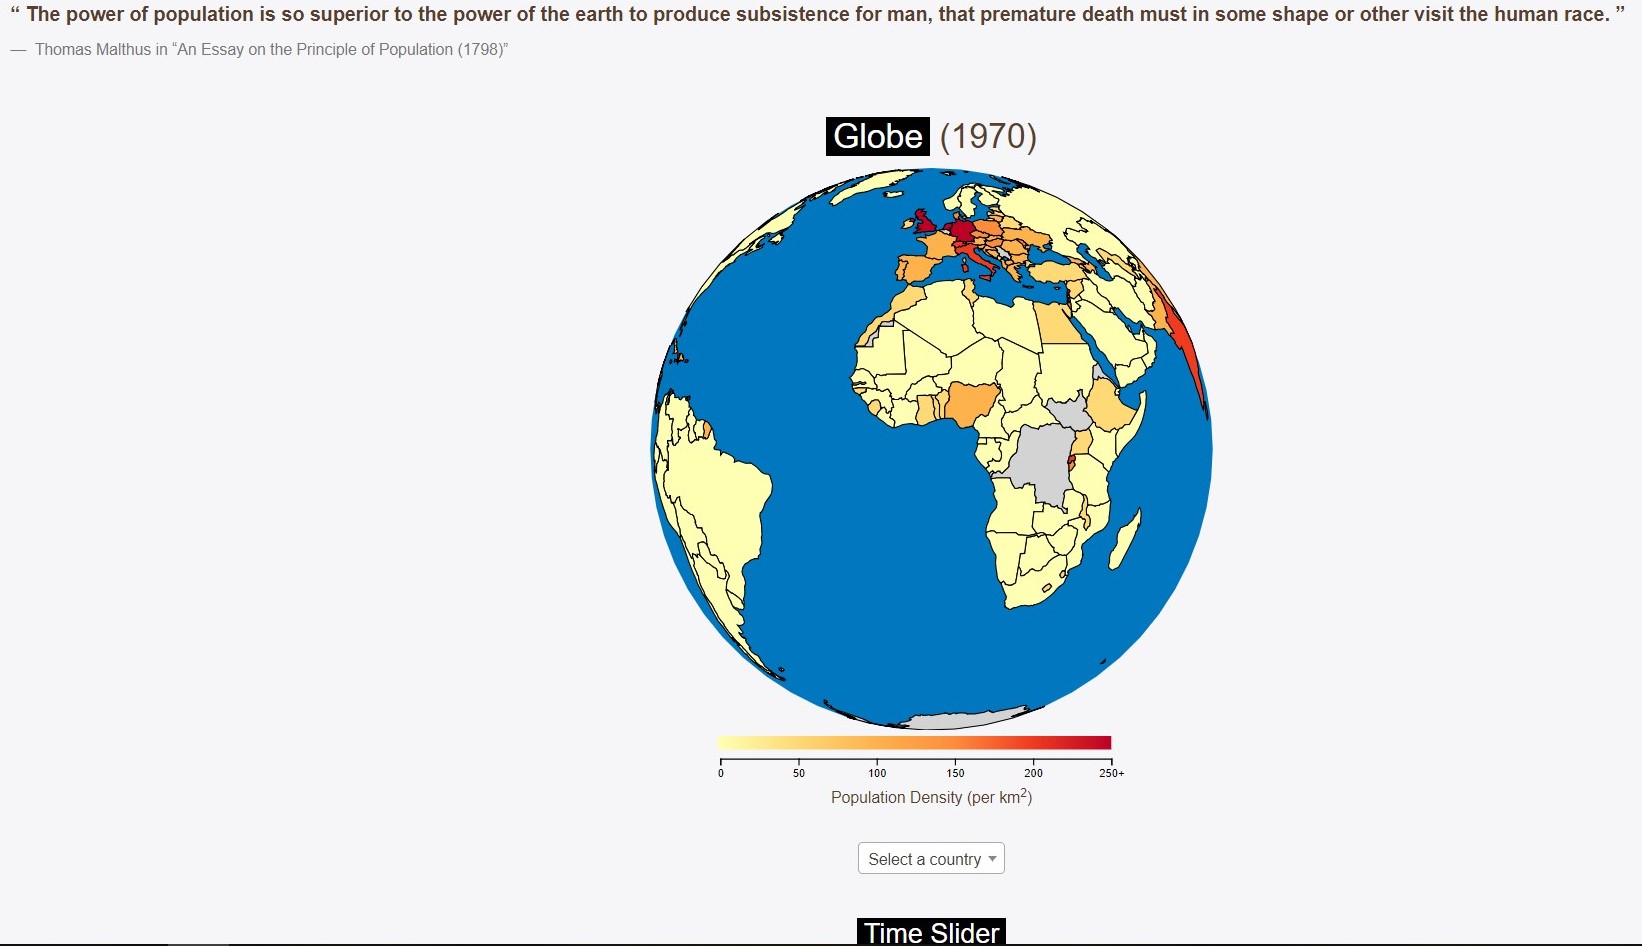 “ The power of population is so superior to the power of the earth to produce subsistence for man, that premature death must in some shape or other visit the human race. ”
— Thomas Malthus in “An Essay on the Principle of Population (1798)”
Globe (1970)
0 50 100 150 200 250+
Population Density (per km²)
Select a country
Time Slider